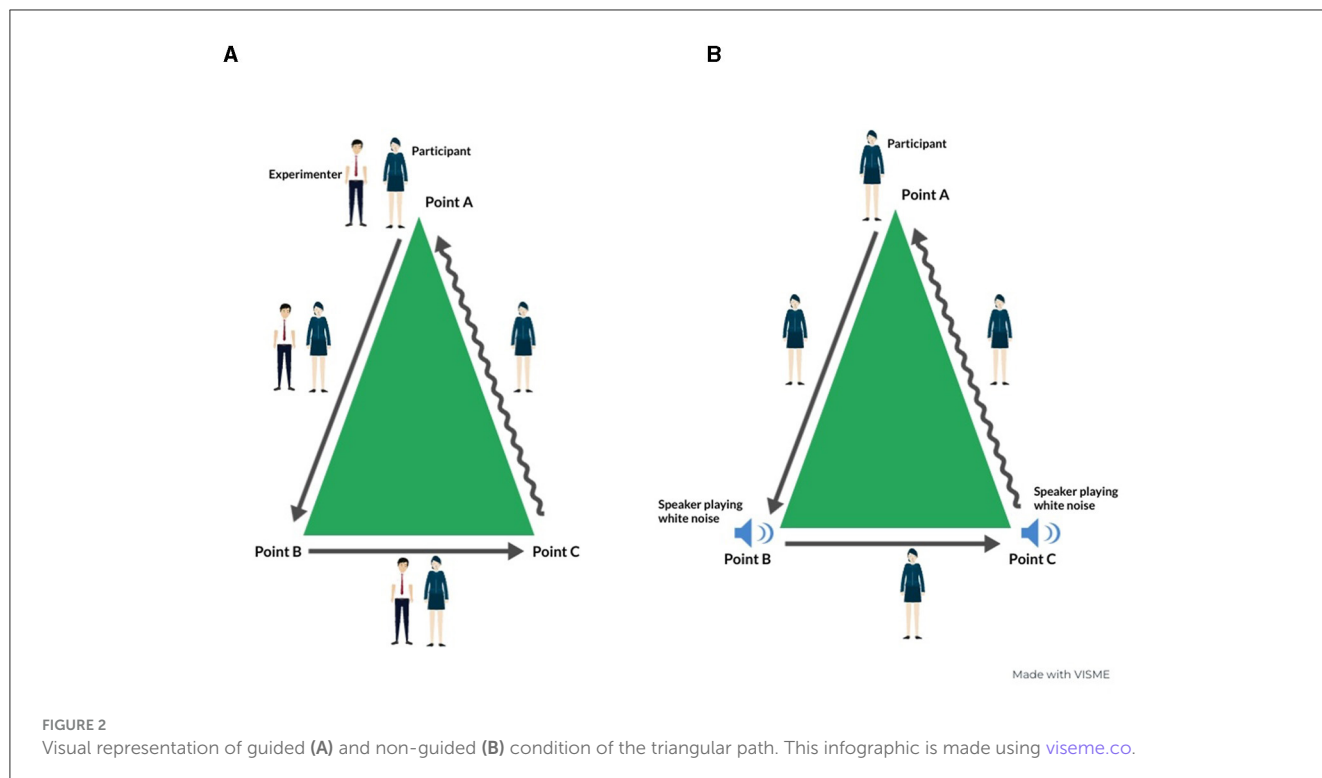 A
B
Participant
Experimenter
Point A
Point B
Point C
Participant
Point A
Speaker playing
white noise
Point B
Speaker playing
white noise
Point C
Made with VISME
FIGURE 2
Visual representation of guided (A) and non-guided (B) condition of the triangular path. This infographic is made using viseme.co.